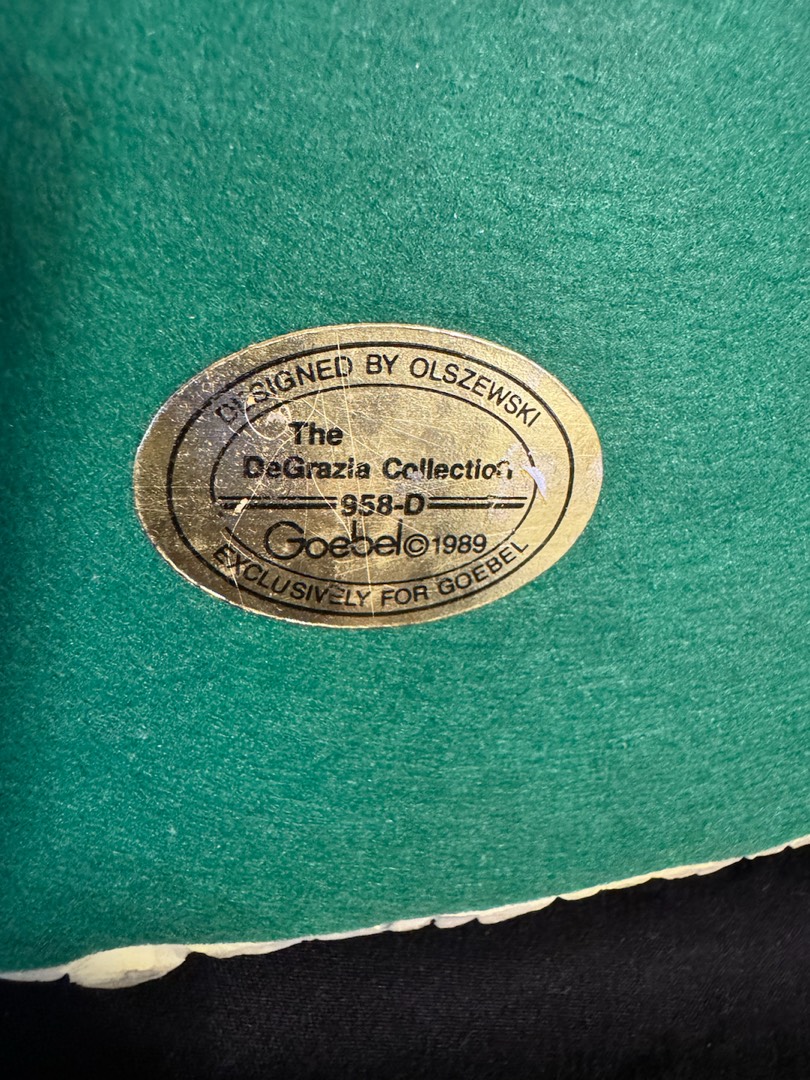 DESIGNED BY OLSZEWSKI
The
DeGrazia Collection
958-D
Goebel © 1989
EXCLUSIVELY FOR GOEBEL